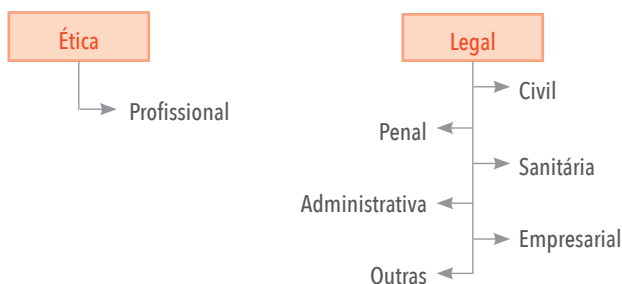 Ética
Profissional
Legal
Civil
Penal
Sanitária
Administrativa
Empresarial
Outras